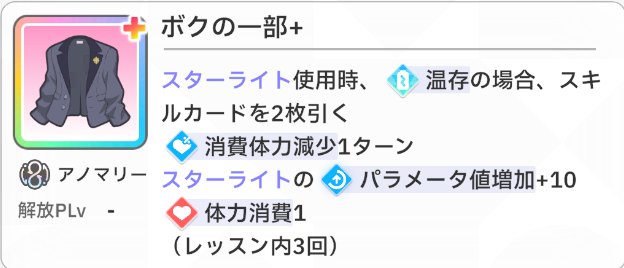 ボクの一部+
スターライト使用時、温存の場合、スキ
ルカードを2枚引く
消費体力減少1ターン
スターライトのパラメータ値増加+10
体力消費1
（レッスン内3回）
アノマリー
解放PLv -